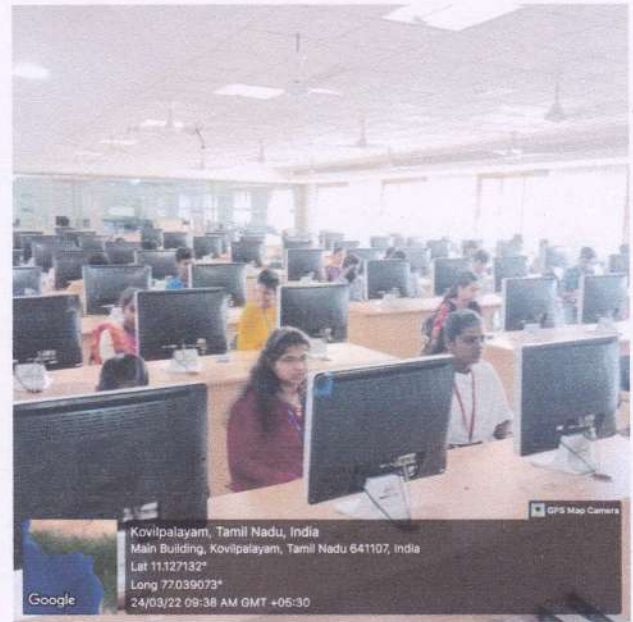 GPS Map Camera
Kovilpalayam, Tamil Nadu, India
Main Building, Kovilpalayam, Tamil Nadu 641107, India
Lat 11.127132°
Long 77.039073°
24/03/22 09:38 AM GMT +05:30
Google